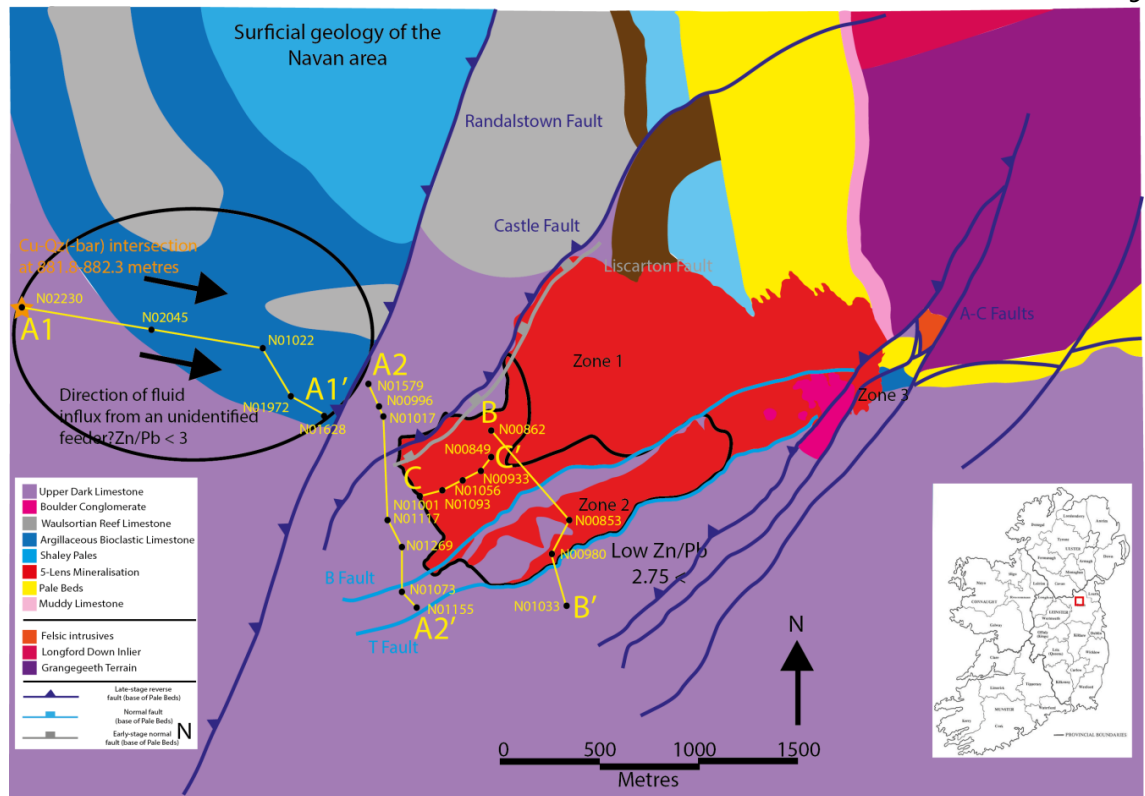 Surficial geology of the
Navan area
Randalstown Fault
Castle Fault
Liscarton Fault
A-C Faults
Cu-Qz(-bar) intersection
at 881.8-882.3 metres
N02230
A1
N02045
N01022
A1'
N01972
N01628
Direction of fluid
influx from an unidentified
feeder?Zn/Pb < 3
A2
N01579
N00996
N01017
Zone 1
Zone 3
B
N00862
N00849
C'
C
N00933
N01056
N01093
N01001
N01117
N01269
Zone 2
N00853
N00980
Low Zn/Pb
2.75 <
B Fault
N01073
N01155
A2'
T Fault
N01033
B'
Upper Dark Limestone
Boulder Conglomerate
Waulsortian Reef Limestone
Argillaceous Bioclastic Limestone
Shaley Pales
5-Lens Mineralisation
Pale Beds
Muddy Limestone
Felsic intrusives
Longford Down Inlier
Grangegeeth Terrain
Late-stage reverse
fault (base of Pale Beds)
Normal fault
(base of Pale Beds)
Early-stage normal
fault (base of Pale Beds)
N
N
0 500 1000 1500
Metres
PROVINCIAL BOUNDARIES